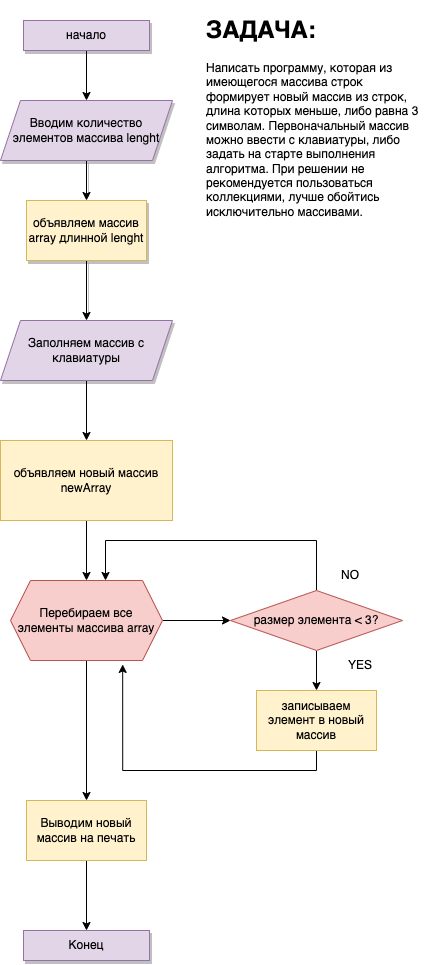 начало
ЗАДАЧА:
Написать программу, которая из
имеющегося массива строк
формирует новый массив из строк,
длина которых меньше, либо равна 3
символам. Первоначальный массив
можно ввести с клавиатуры, либо
задать на старте выполнения
алгоритма. При решении не
рекомендуется пользоваться
коллекциями, лучше обойтись
исключительно массивами.
Вводим количество
элементов массива lenght
объявляем массив
array длинной lenght
Заполняем массив с
клавиатуры
объявляем новый массив
newArray
NO
Перебираем все
элементы массива array
размер элемента < 3?
YES
записываем
элемент в новый
массив
Выводим новый
массив на печать
Конец